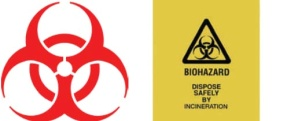 BIOHAZARD
DISPOSE
SAFELY
BY
INCINERATION